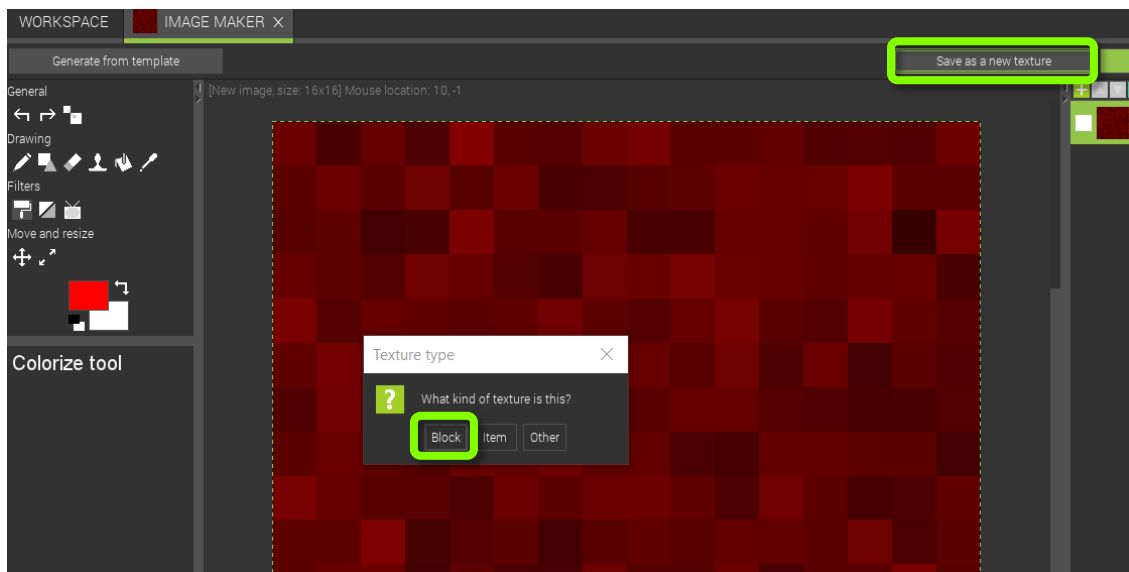 WORKSPACE
IMAGE MAKER
Generate from template
Save as a new texture
General
[New image, size: 16x16] Mouse location: 10,-1
Drawing
Filters
Move and resize
Colorize tool
Texture type
?
What kind of texture is this?
Block
Item
Other